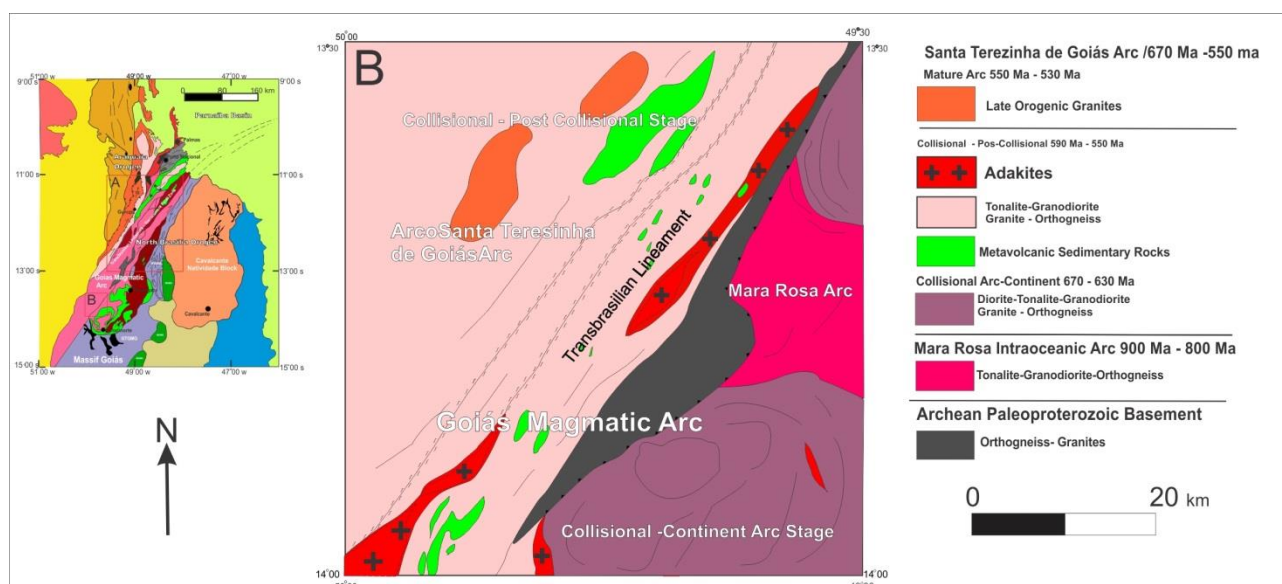 51°00 w
49°00 w
47°00 w
9°00 s
9°00 s
0
80
160 km
Parnaíba Basin
Palmas
A
11°00 s
11°00 s
13°00 s
13°00 s
Cavalcante
Natividade Block
Goiás Magmatic
Arc
B
Cavalcante
Massif Goiás
15°00 s
15°00 s
51°00 w
49°00 w
47°00 w
N
50°00
49°30
13°30
13°30
B
Collisional - Post Collisional Stage
ArcoSanta Teresinha
de GoiásArc
Transbrasilian Lineament
Mara Rosa Arc
Goiás Magmatic Arc
Collisional -Continent Arc Stage
14°00
14°00
Santa Terezinha de Goiás Arc /670 Ma -550 ma
Mature Arc 550 Ma - 530 Ma
Late Orogenic Granites
Collisional - Pos-Collisional 590 Ma - 550 Ma
Adakites
Tonalite-Granodiorite
Granite - Orthogneiss
Metavolcanic Sedimentary Rocks
Collisional Arc-Continent 670 - 630 Ma
Diorite-Tonalite-Granodiorite
Granite - Orthogneiss
Mara Rosa Intraoceanic Arc 900 Ma - 800 Ma
Tonalite-Granodiorite-Orthogneiss
Archean Paleoproterozoic Basement
Orthogneiss- Granites
0
20 km